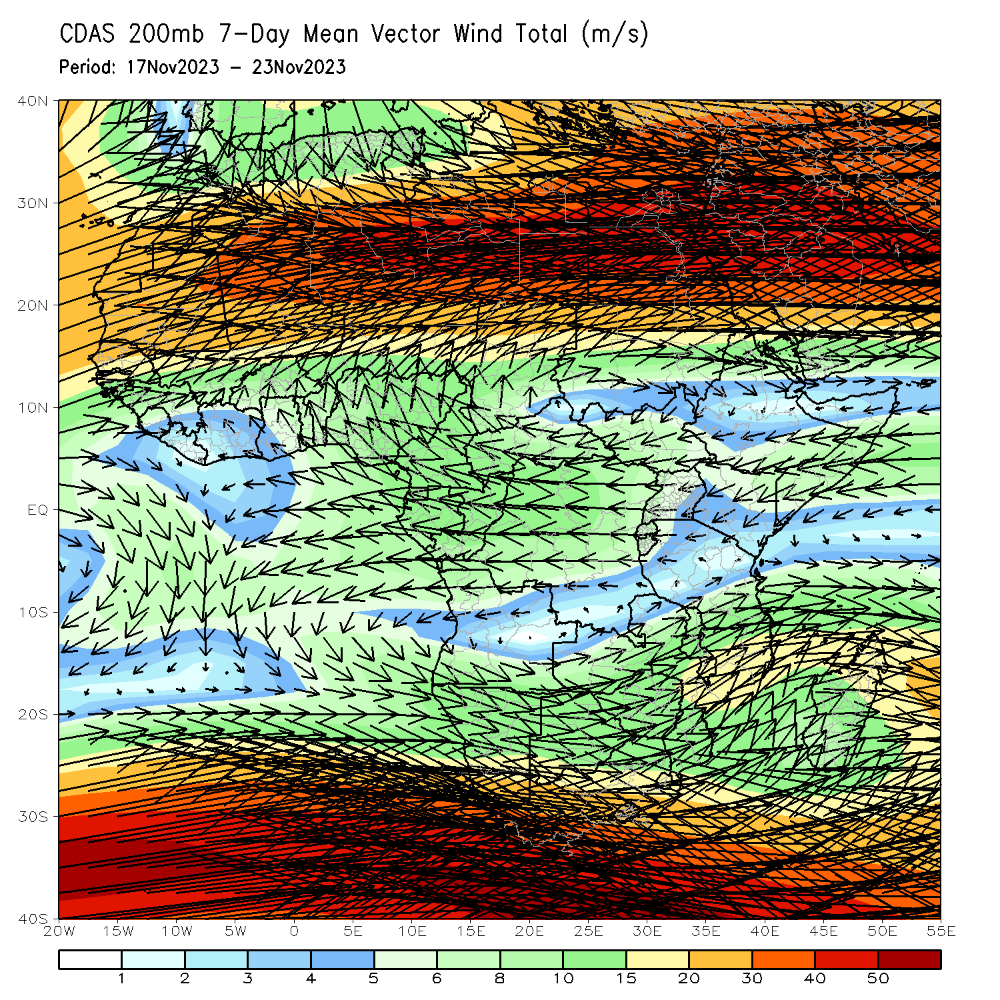 CDAS 200mb 7-Day Mean Vector Wind Total (m/s)
Period: 17Nov2023 - 23Nov2023
40N
30N
20N
10N
EQ
10S
20S
30S
40S
20W 15W 10W 5W 0 5E 10E 15E 20E 25E 30E 35E 40E 45E 50E 55E
1 2 3 4 5 6 8 10 15 20 30 40 50